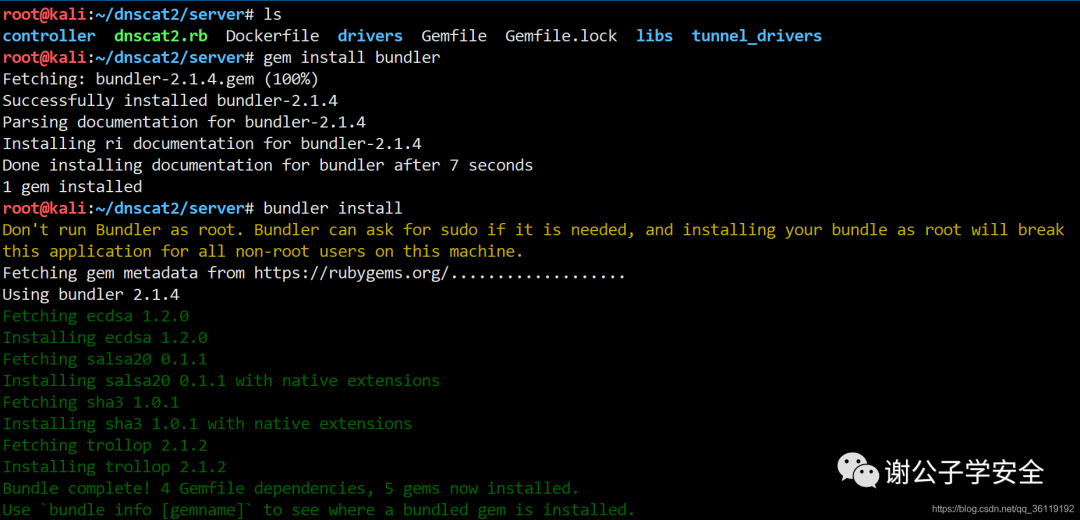 root@kali:~/dnscat2/server# ls
controller dnscat2.rb Dockerfile drivers Gemfile Gemfile.lock libs tunnel_drivers
root@kali:~/dnscat2/server# gem install bundler
Fetching: bundler-2.1.4.gem (100%)
Successfully installed bundler-2.1.4
Parsing documentation for bundler-2.1.4
Installing ri documentation for bundler-2.1.4
Done installing documentation for bundler after 7 seconds
1 gem installed
root@kali:~/dnscat2/server# bundler install
Don't run Bundler as root. Bundler can ask for sudo if it is needed, and installing your bundle as root will break
this application for all non-root users on this machine.
Fetching gem metadata from https://rubygems.org/...................
Using bundler 2.1.4
Fetching ecdsa 1.2.0
Installing ecdsa 1.2.0
Fetching salsa20 0.1.1
Installing salsa20 0.1.1 with native extensions
Fetching sha3 1.0.1
Installing sha3 1.0.1 with native extensions
Fetching trollop 2.1.2
Installing trollop 2.1.2
Bundle complete! 4 Gemfile dependencies, 5 gems now installed.
Use `bundle info [gemname]` to see where a bundled gem is installed.
谢公子学安全
https://blog.csdn.net/qq_36119192